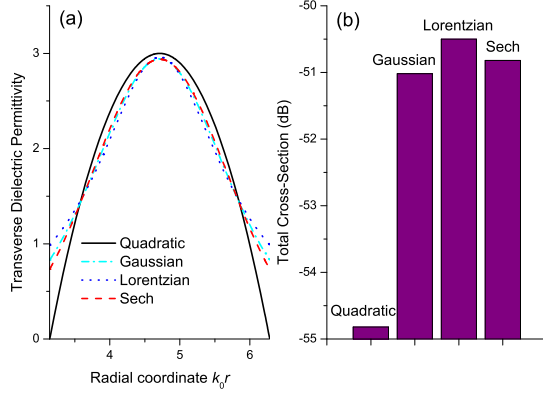 (a)
Transverse Dielectric Permittivity
3
2
1
0
4
5
6
Radial coordinate k0r
Quadratic
Gaussian
Lorentzian
Sech
(b)
Total Cross-Section (dB)
-50
-51
-52
-53
-54
-55
Quadratic
Gaussian
Lorentzian
Sech